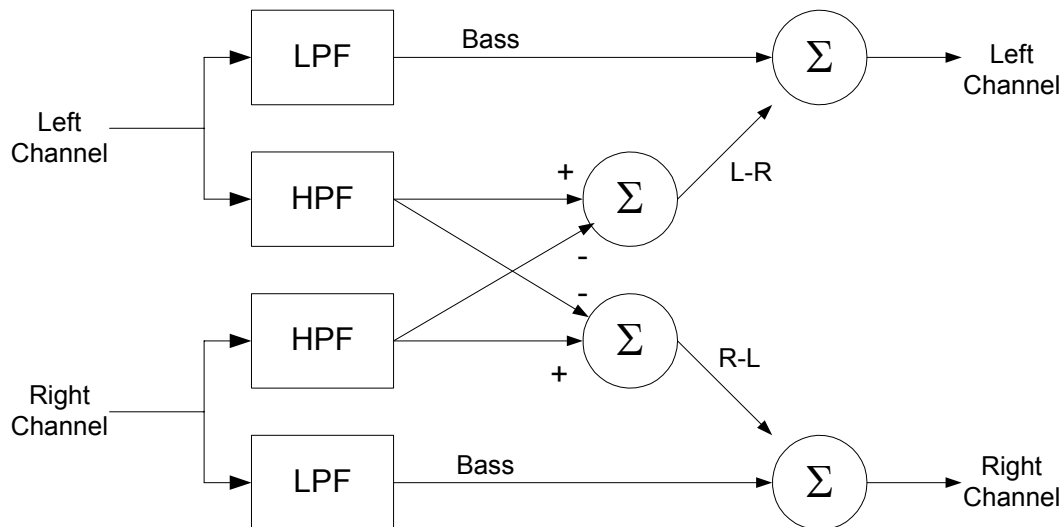 LPF
Bass
Σ
Left
Channel
Left
Channel
HPF
+
Σ
L-R
-
-
HPF
Σ
R-L
+
Right
Channel
LPF
Bass
Σ
Right
Channel